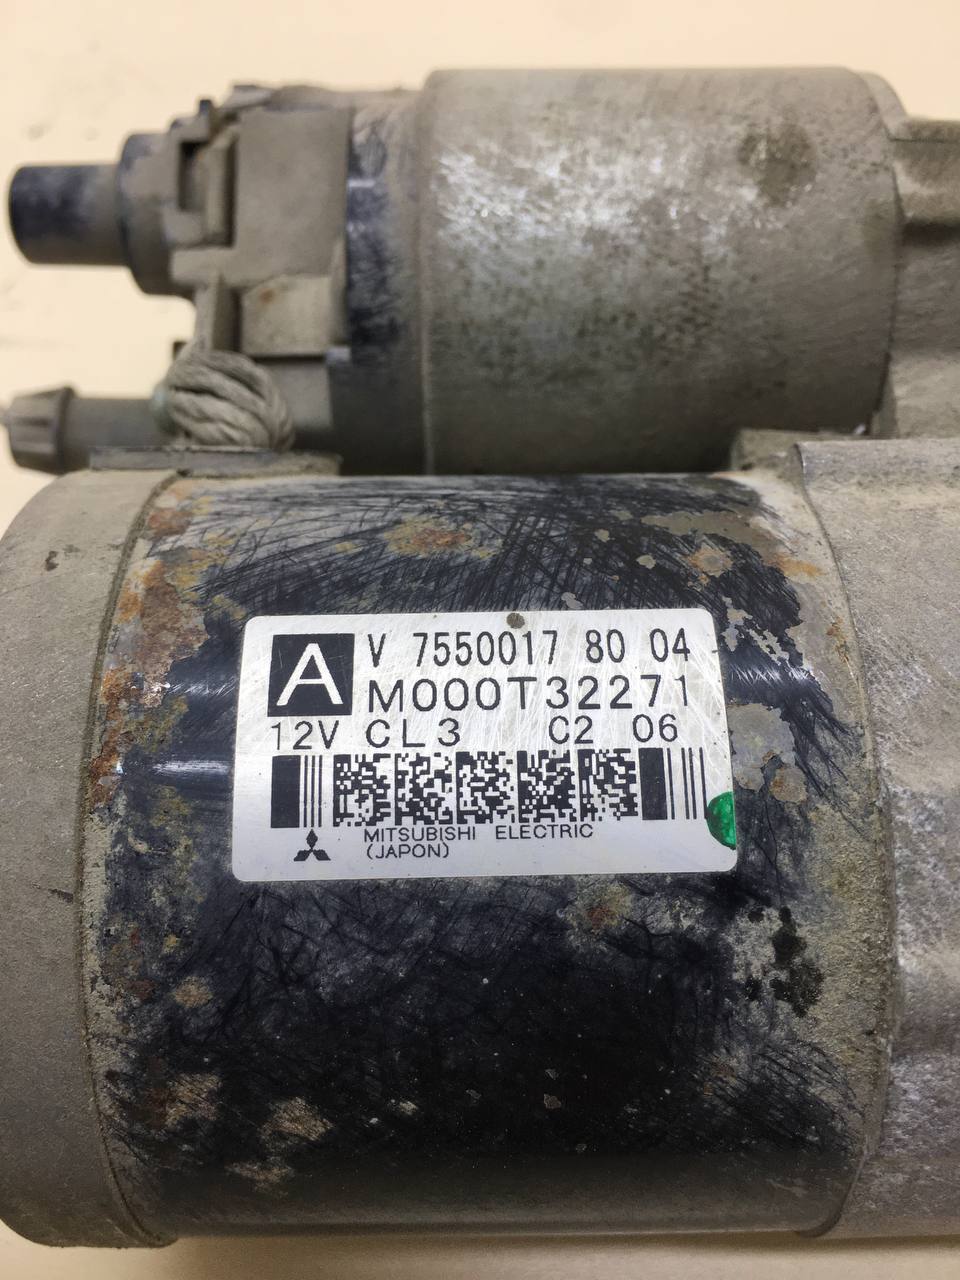 A
V 7550017 80 04
M000T32271
12V CL3 C2 06
MITSUBISHI ELECTRIC
(JAPON)